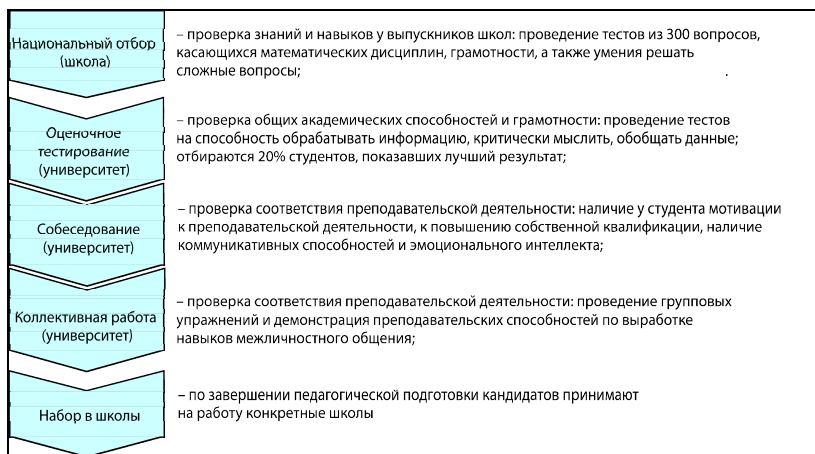 Национальный отбор
(школа)
– проверка знаний и навыков у выпускников школ: проведение тестов из 300 вопросов,
касающихся математических дисциплин, грамотности, а также умения решать
сложные вопросы;
Оценочное
тестирование
(университет)
– проверка общих академических способностей и грамотности: проведение тестов
на способность обрабатывать информацию, критически мыслить, обобщать данные;
отбираются 20% студентов, показавших лучший результат;
Собеседование
(университет)
– проверка соответствия преподавательской деятельности: наличие у студента мотивации
к преподавательской деятельности, к повышению собственной квалификации, наличие
коммуникативных способностей и эмоционального интеллекта;
Коллективная работа
(университет)
– проверка соответствия преподавательской деятельности: проведение групповых
упражнений и демонстрация преподавательских способностей по выработке
навыков межличностного общения;
Набор в школы
– по завершении педагогической подготовки кандидатов принимают
на работу конкретные школы